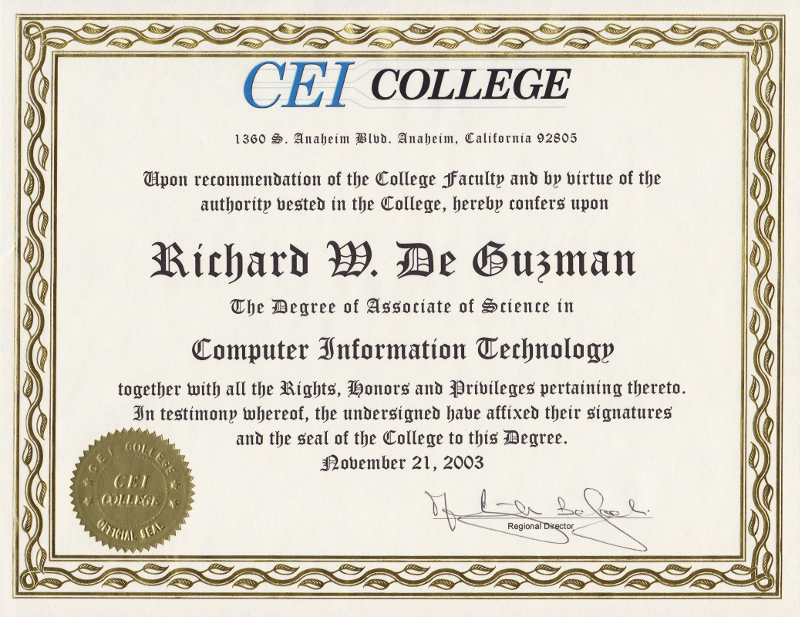 CEI COLLEGE
1360 S. Anaheim Blvd. Anaheim, California 92805
Upon recommendation of the College Faculty and by virtue of the
authority vested in the College, hereby confers upon
Richard W. De Guzman
The Degree of Associate of Science in
Computer Information Technology
together with all the Rights, Honors and Privileges pertaining thereto.
In testimony whereof, the undersigned have affixed their signatures
and the seal of the College to this Degree.
November 21, 2003
CEI COLLEGE
CEI
COLLEGE
OFFICIAL SEAL
Regional Director